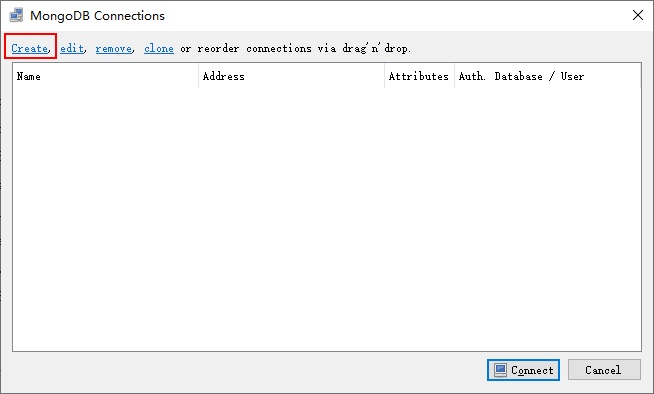 MongoDB Connections
Create, edit, remove, clone or reorder connections via drag'n'drop.
Name Address Attributes Auth. Database / User
Connect Cancel